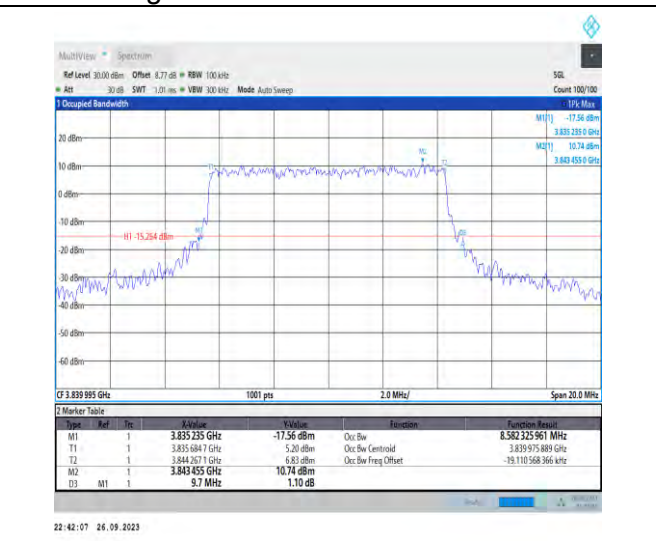 MultiView Spectrum
Ref Level 30.00 dBm Offset 8.77 dB RBW 100 kHz SGL
Att 30 dB SWT 1.01 ms VBW 300 kHz Mode Auto Sweep Count 100/100
1 Occupied Bandwidth 1Pk Max
M1[1] -17.56 dBm
3.835 235 0 GHz
20 dBm
M2[1] 10.74 dBm
3.843 455 0 GHz
M2
T1 T2
10 dBm
0 dBm
-10 dBm
H1 -15.264 dBm
-20 dBm
-30 dBm
-40 dBm
-50 dBm
-60 dBm
CF 3.839 995 GHz 1001 pts 2.0 MHz/ Span 20.0 MHz
2 Marker Table
Type Ref Trc X-Value Y-Value Function Function Result
M1 1 3.835 235 GHz -17.56 dBm Occ Bw 8.582 325 961 MHz
T1 1 3.835 684 7 GHz 5.20 dBm Occ Bw Centroid 3.839 975 889 GHz
T2 1 3.844 267 1 GHz 6.83 dBm Occ Bw Freq Offset -19.110 568 366 kHz
M2 1 3.843 455 GHz 10.74 dBm
D3 M1 1 9.7 MHz 1.10 dB
22:42:07 26.09.2023